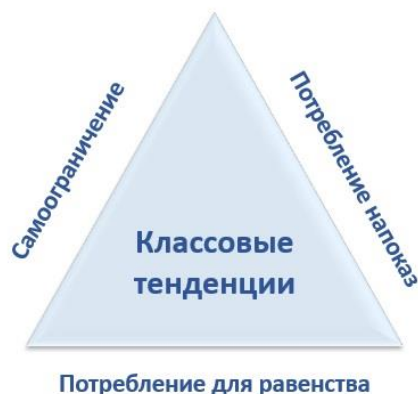 Самоограничение
Потребление напоказ
Классовые
тенденции
Потребление для равенства